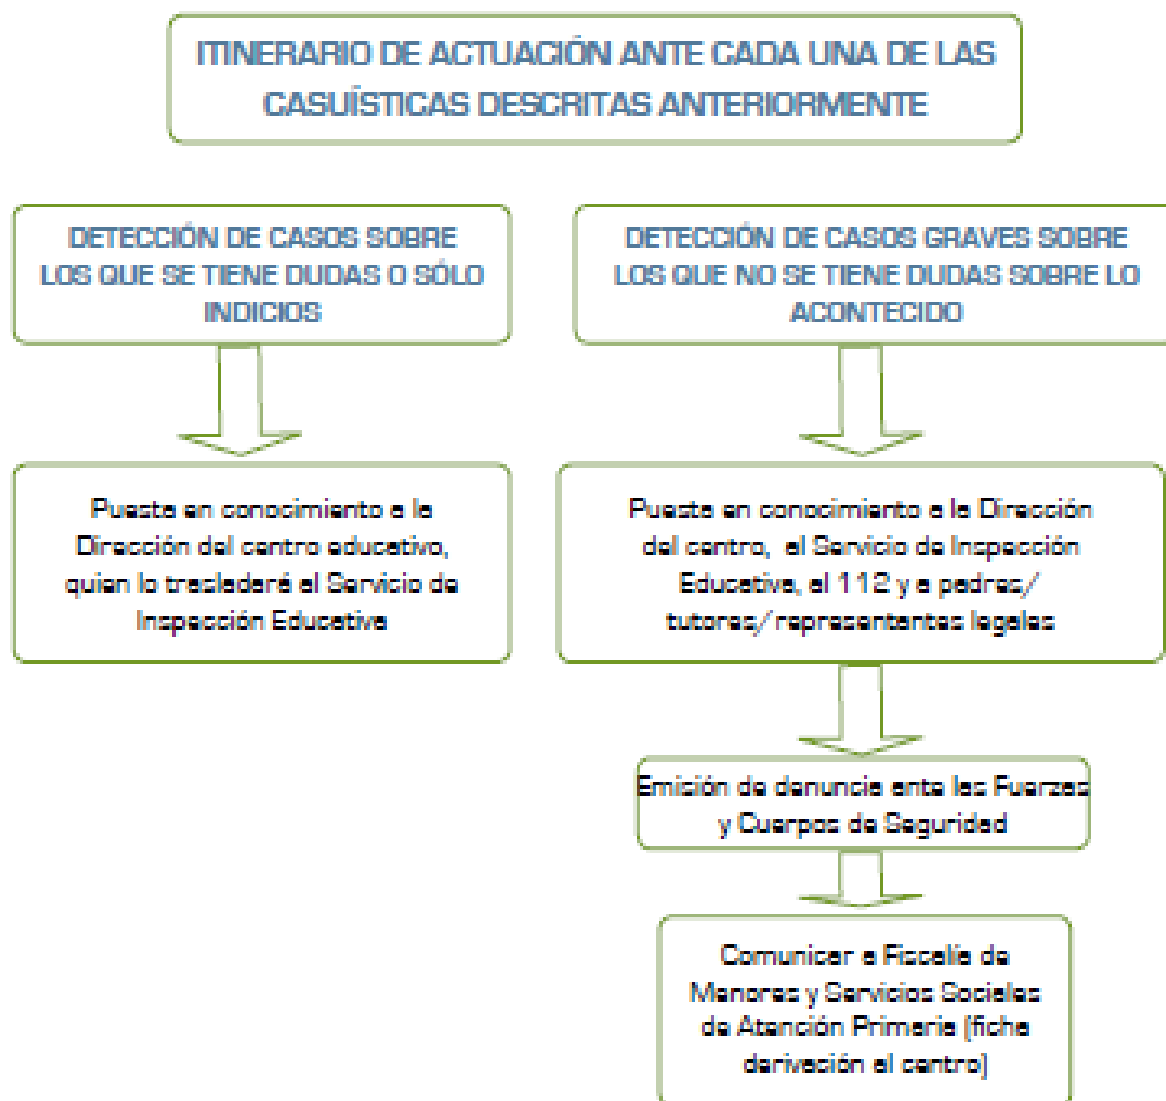 ITINERARIO DE ACTUACIÓN ANTE CADA UNA DE LAS
CASUÍSTICAS DESCRITAS ANTERIORMENTE
DETECCIÓN DE CASOS SOBRE
LOS QUE SE TIENE DUDAS O SÓLO
INDICIOS
Puesta en conocimiento a la
Dirección del centro educativo,
quien lo trasladará al Servicio de
Inspección Educativa
DETECCIÓN DE CASOS GRAVES SOBRE
LOS QUE NO SE TIENE DUDAS SOBRE LO
ACONTECIDO
Puesta en conocimiento a la Dirección
del centro, al Servicio de Inspección
Educativa, al 112 y a padres/
tutores/representantes legales
Emisión de denuncia ante las Fuerzas
y Cuerpos de Seguridad
Comunicar a Fiscalía de
Menores y Servicios Sociales
de Atención Primaria (ficha
derivación al centro)